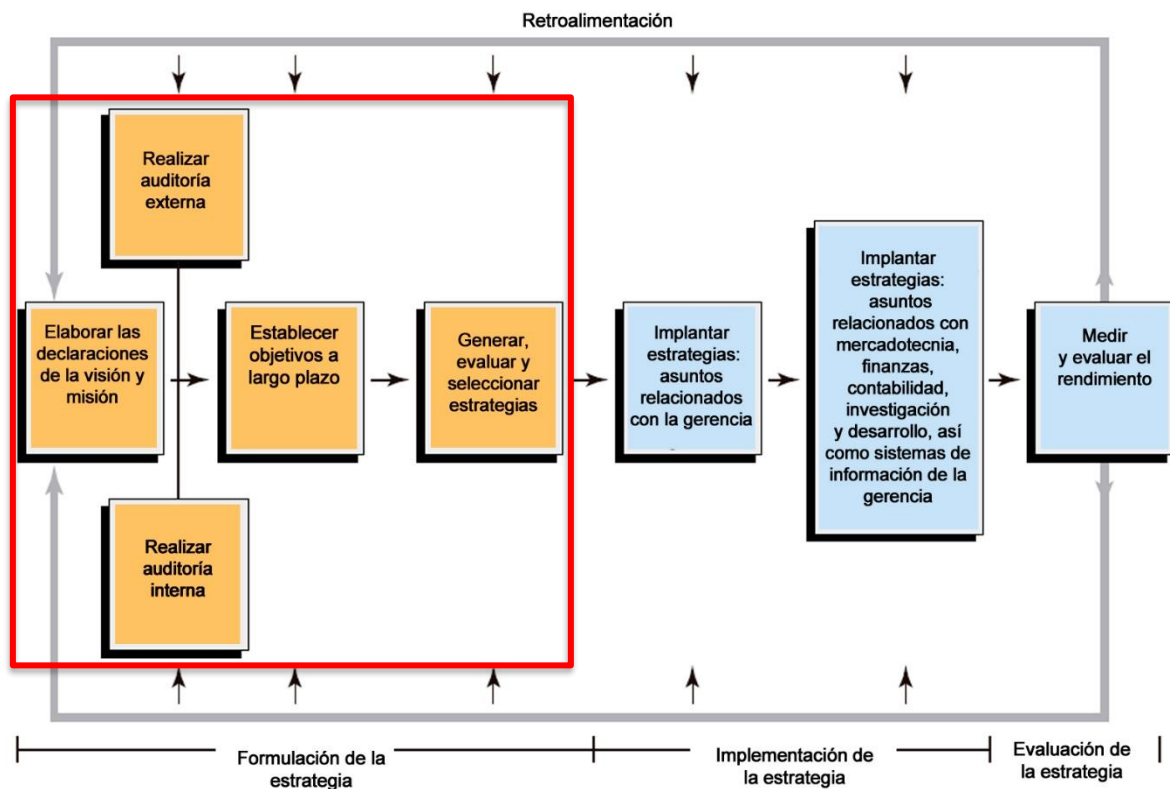 Retroalimentación
Realizar
auditoría
externa
Elaborar las
declaraciones
de la visión y
misión
Establecer
objetivos a
largo plazo
Generar,
evaluar y
seleccionar
estrategias
Implantar
estrategias:
asuntos
relacionados
con la gerencia
Implantar
estrategias:
asuntos
relacionados con
mercadotecnia,
finanzas,
contabilidad,
investigación
y desarrollo, así
como sistemas de
información de la
gerencia
Medir
y evaluar el
rendimiento
Realizar
auditoría
interna
Formulación de la
estrategia
Implementación de
la estrategia
Evaluación de
la estrategia